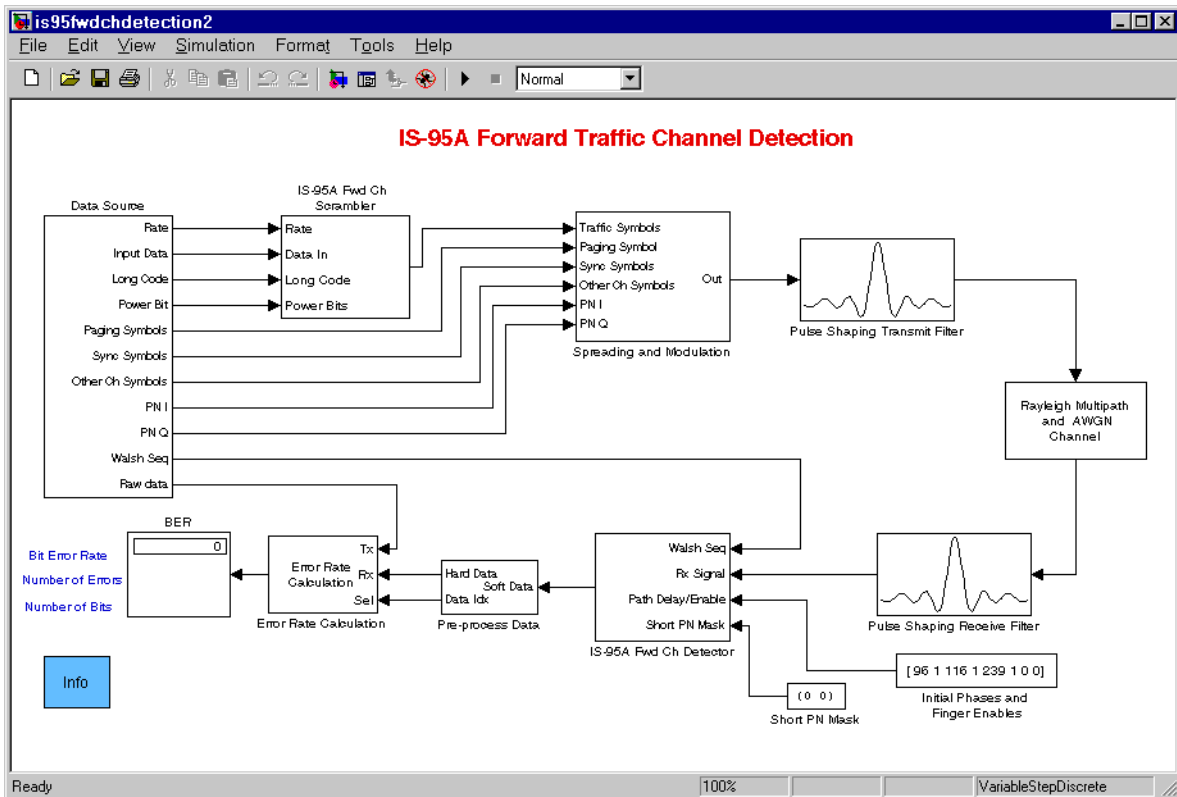 is95fwdchdetection2
File Edit View Simulation Format Tools Help
Normal
IS-95A Forward Traffic Channel Detection
Data Source
Rate
Input Data
Long Code
Power Bit
Paging Symbols
Sync Symbols
Other Ch Symbols
PN I
PN Q
Walsh Seq
Raw data
IS-95A Fwd Ch
Scrambler
Rate
Data In
Long Code
Power Bits
Traffic Symbols
Paging Symbol
Sync Symbols
Other Ch Symbols
PN I
PN Q
Out
Spreading and Modulation
Pulse Shaping Transmit Filter
Rayleigh Multipath
and AWGN
Channel
BER
0
Bit Error Rate
Number of Errors
Number of Bits
Error Rate
Calculation
Tx
Rx
Sel
Error Rate Calculation
Hard Data
Soft Data
Data Idx
Pre-process Data
Walsh Seq
Rx Signal
Path Delay/Enable
Short PN Mask
IS-95A Fwd Ch Detector
Pulse Shaping Receive Filter
[ 96 1 116 1 239 1 0 0]
Initial Phases and
Finger Enables
(0 0)
Short PN Mask
Info
Ready
100%
VariableStepDiscrete